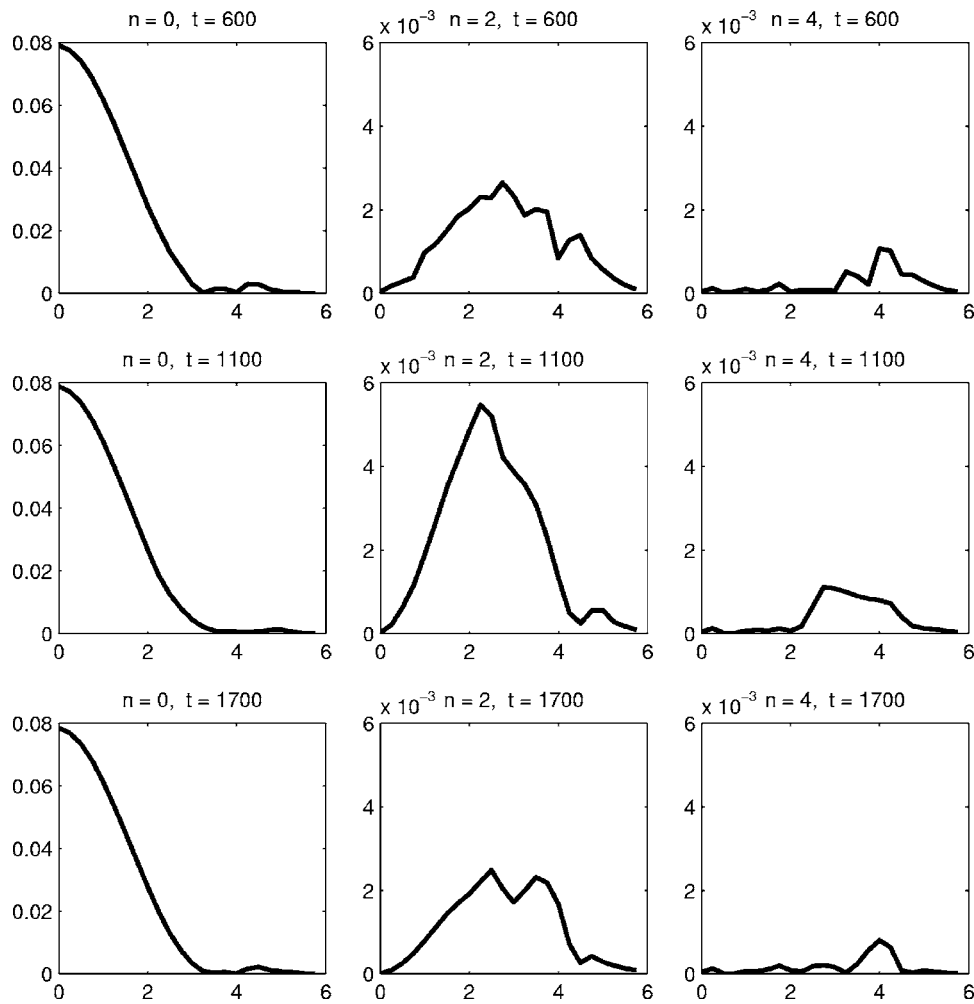 n = 0, t = 600
0.08
0.06
0.04
0.02
0
0 2 4 6
x 10⁻³ n = 2, t = 600
6
4
2
0
0 2 4 6
x 10⁻³ n = 4, t = 600
6
4
2
0
0 2 4 6
n = 0, t = 1100
0.08
0.06
0.04
0.02
0
0 2 4 6
x 10⁻³ n = 2, t = 1100
6
4
2
0
0 2 4 6
x 10⁻³ n = 4, t = 1100
6
4
2
0
0 2 4 6
n = 0, t = 1700
0.08
0.06
0.04
0.02
0
0 2 4 6
x 10⁻³ n = 2, t = 1700
6
4
2
0
0 2 4 6
x 10⁻³ n = 4, t = 1700
6
4
2
0
0 2 4 6